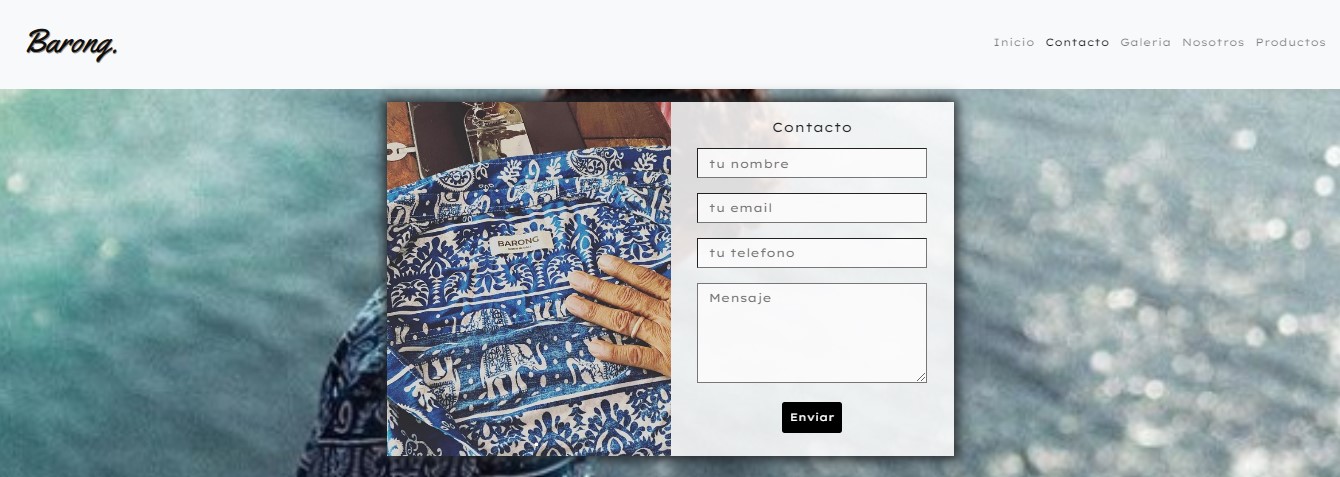 Barong.
Inicio Contacto Galeria Nosotros Productos
Contacto
tu nombre
tu email
tu telefono
Mensaje
Enviar
BARONG